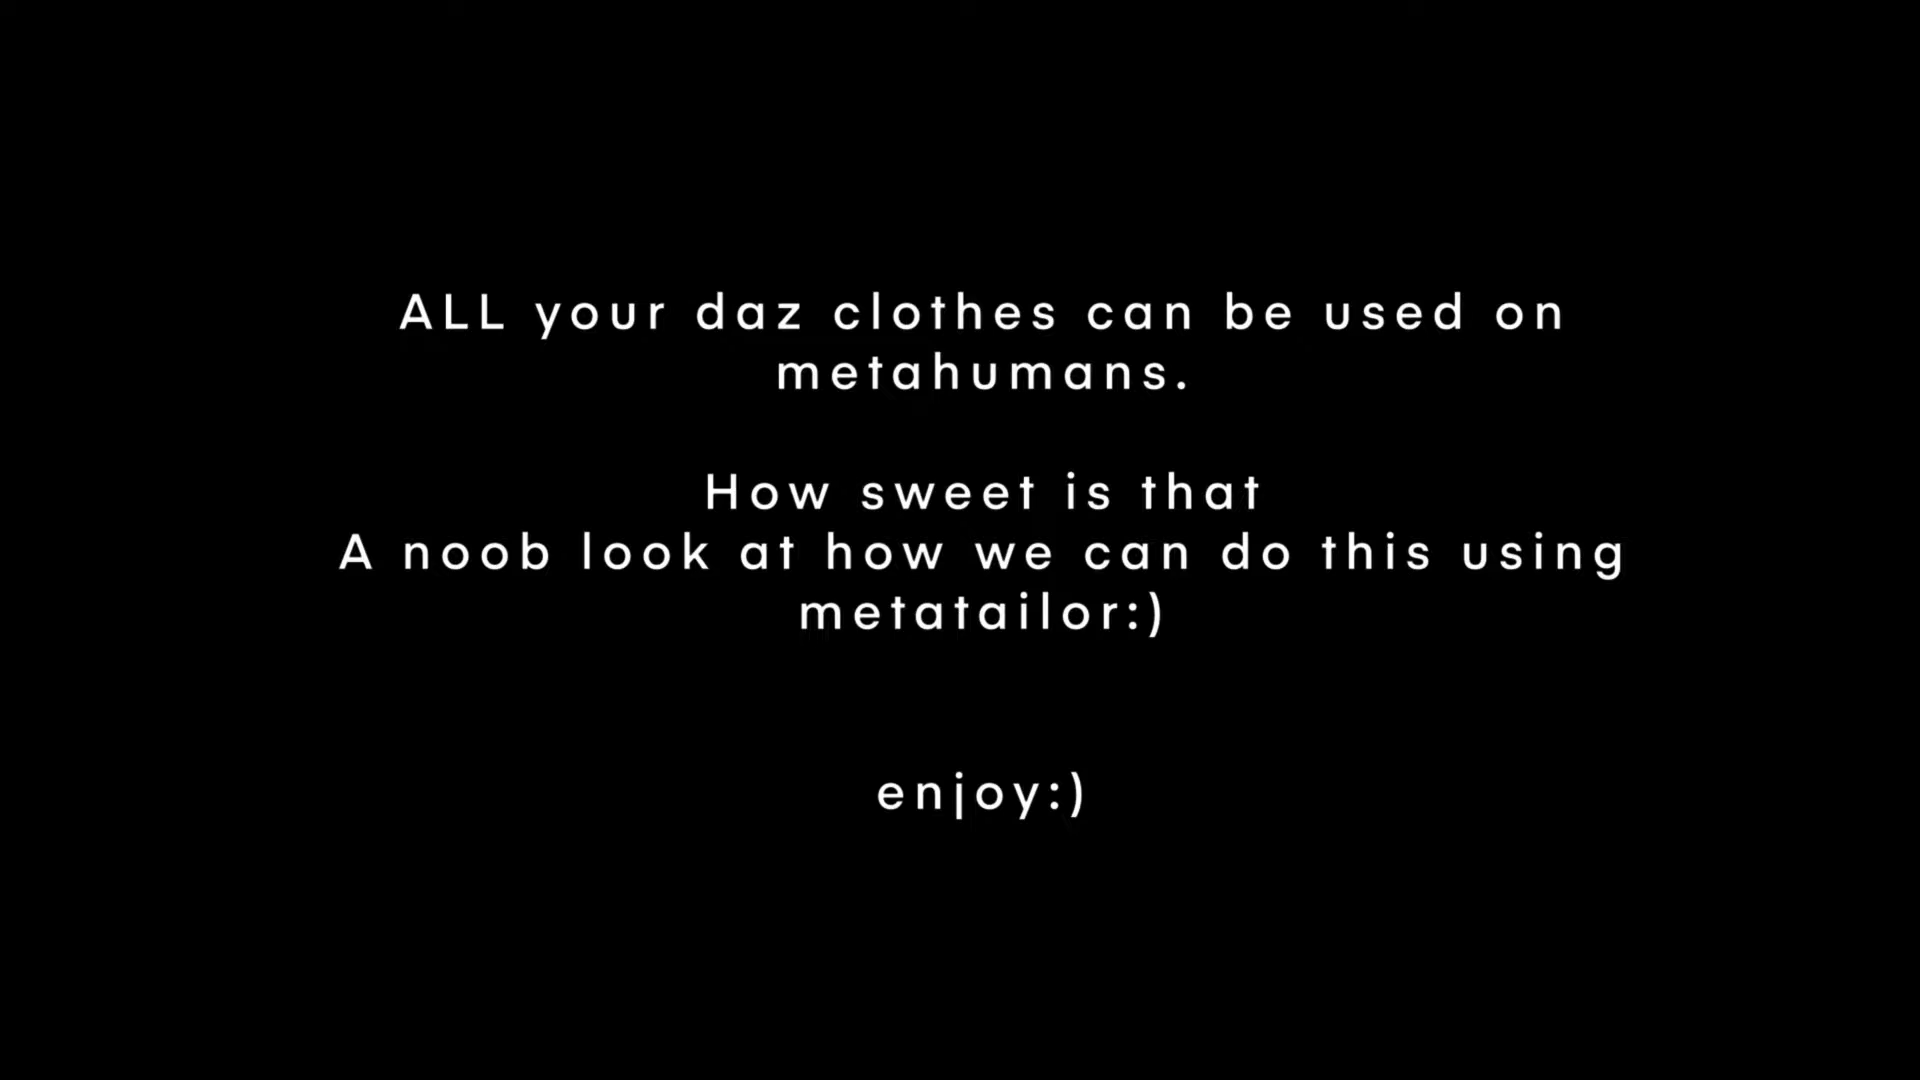 ALL your daz clothes can be used on
metahumans.
How sweet is that
A noob look at how we can do this using
metatailor:)
enjoy:)